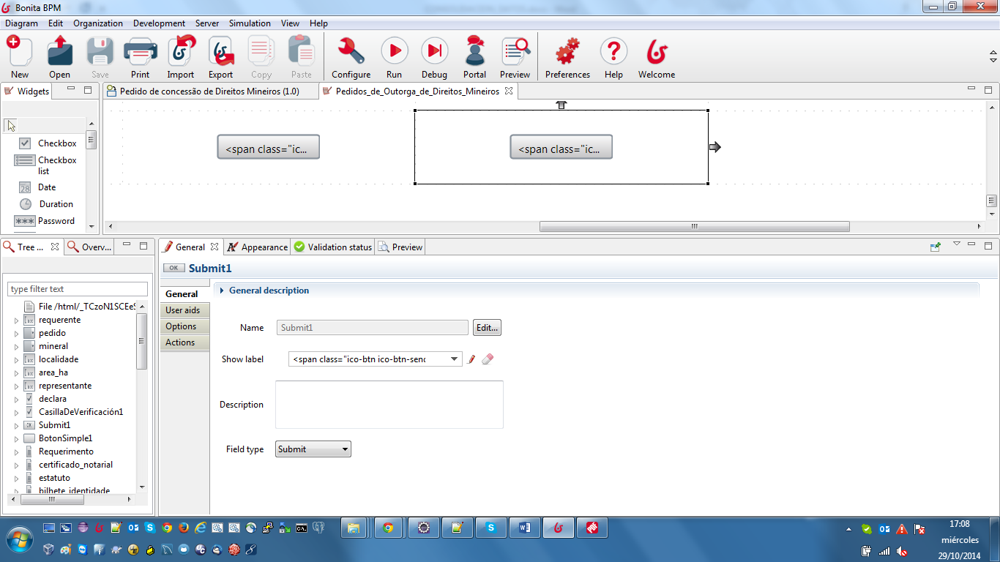 Bonita BPM
Diagram Edit Organization Development Server Simulation View Help
New Open Save Print Import Export Copy Paste Configure Run Debug Portal Preview Preferences Help Welcome
Widgets
Pedido de concessão de Direitos Mineiros (1.0)
Pedidos_de_Outorga_de_Direitos_Mineiros
Checkbox
Checkbox
list
28 Date
Duration
*** Password
<span class="ic...
<span class="ic...
Tree ...
Overv...
General
Appearance
Validation status
Preview
type filter text
File /html/_TCzoN1SCEeS
requerente
pedido
mineral
localidade
area_ha
representante
declara
CasillaDeVerificación1
Submit1
BotonSimple1
Requerimento
certificado_notarial
estatuto
bilhete_identidade
OK Submit1
General
User aids
Options
Actions
General description
Name Submit1 Edit...
Show label <span class="ico-btn ico-btn-senc
Description
Field type Submit
17:08
miércoles
29/10/2014